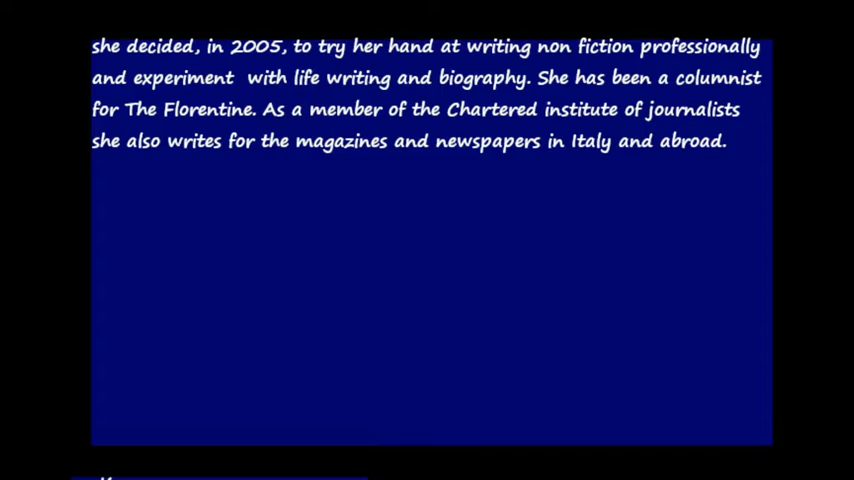 she decided, in 2005, to try her hand at writing non fiction professionally
and experiment with life writing and biography. She has been a columnist
for The Florentine. As a member of the Chartered institute of journalists
she also writes for the magazines and newspapers in Italy and abroad.